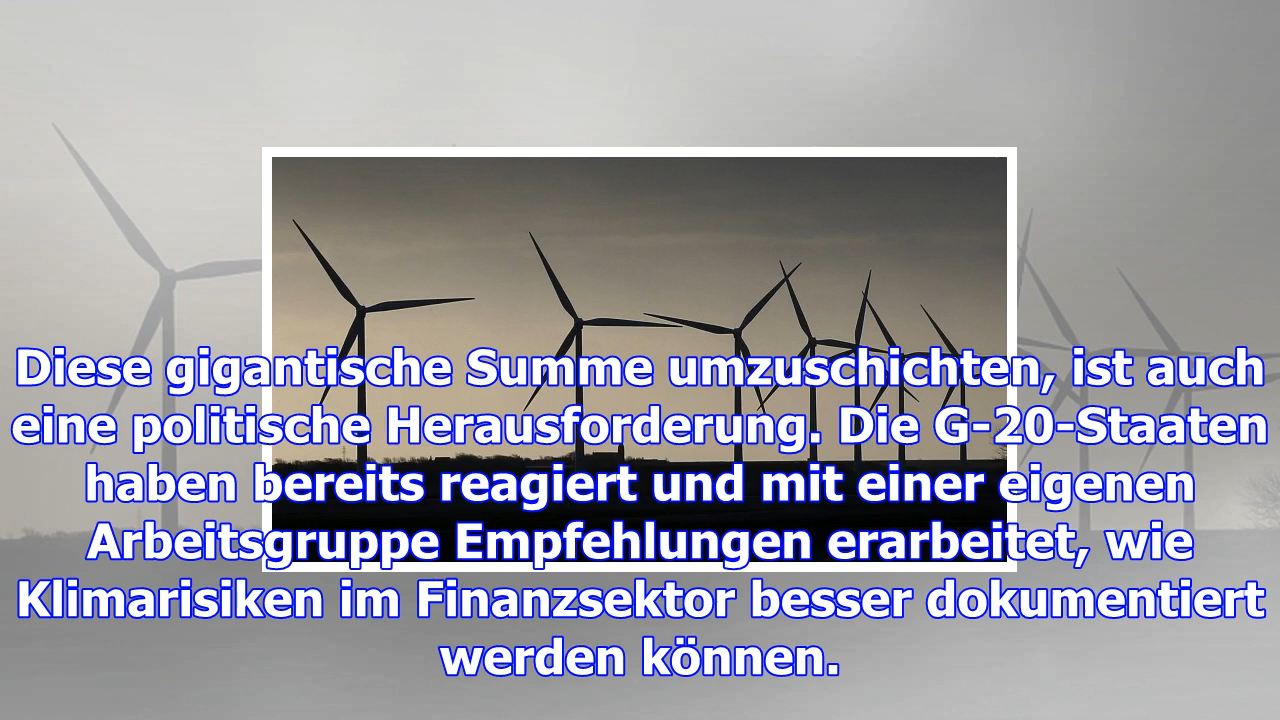 Diese gigantische Summe umzuschichten, ist auch
eine politische Herausforderung. Die G-20-Staaten
haben bereits reagiert und mit einer eigenen
Arbeitsgruppe Empfehlungen erarbeitet, wie
Klimarisiken im Finanzsektor besser dokumentiert
werden können.